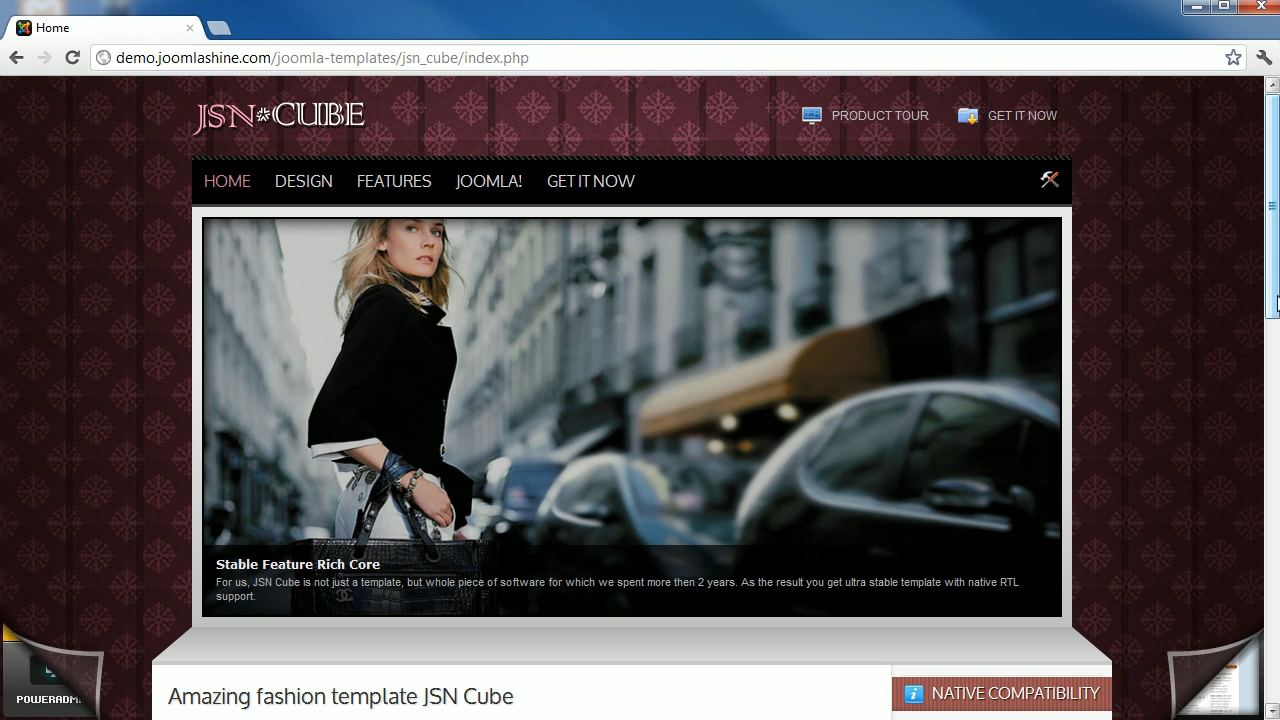 Home
demo.joomlashine.com/joomla-templates/jsn_cube/index.php
JSN CUBE
PRODUCT TOUR
GET IT NOW
HOME DESIGN FEATURES JOOMLA! GET IT NOW
Stable Feature Rich Core
For us, JSN Cube is not just a template, but whole piece of software for which we spent more then 2 years. As the result you get ultra stable template with native RTL
support.
Amazing fashion template JSN Cube
NATIVE COMPATIBILITY